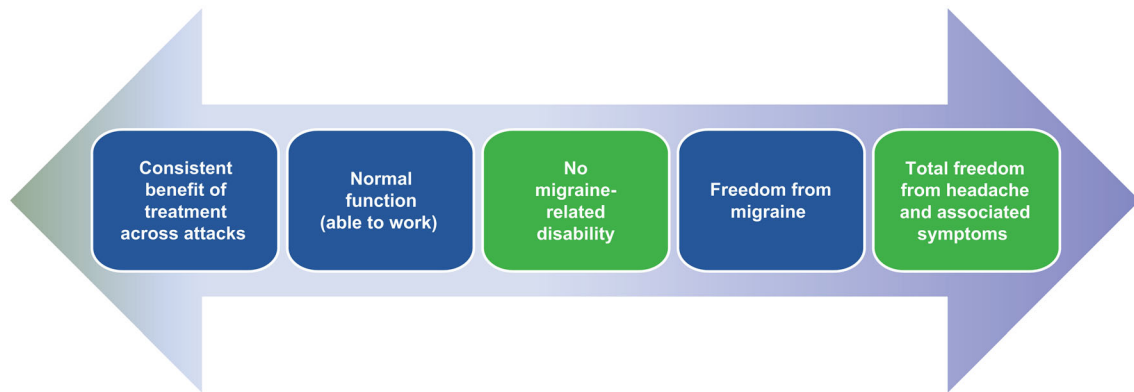 Consistent
benefit of
treatment
across attacks
Normal
function
(able to work)
No
migraine-
related
disability
Freedom from
migraine
Total freedom
from headache
and associated
symptoms